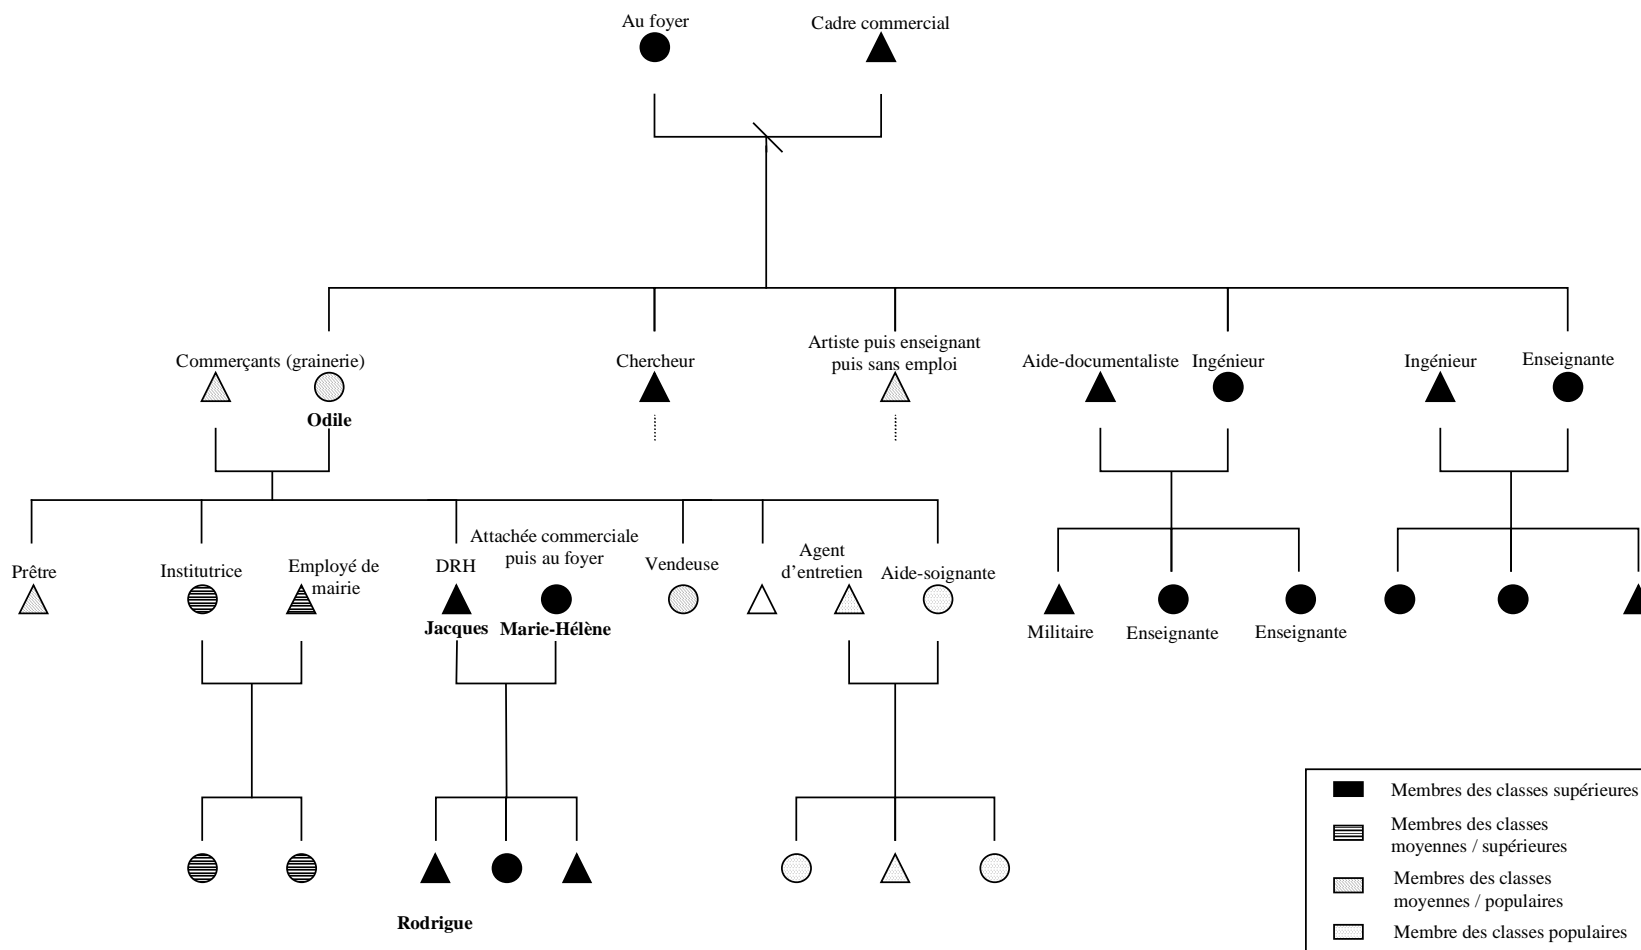 Au foyer
Cadre commercial
Commerçants (grainerie)
Odile
Chercheur
Artiste puis enseignant
puis sans emploi
Aide-documentaliste
Ingénieur
Ingénieur
Enseignante
Prêtre
Institutrice
Employé de
mairie
DRH
Jacques
Attachée commerciale
puis au foyer
Marie-Hélène
Vendeuse
Agent
d’entretien
Aide-soignante
Militaire
Enseignante
Enseignante
Rodrigue
Membres des classes supérieures
Membres des classes
moyennes / supérieures
Membres des classes
moyennes / populaires
Membre des classes populaires